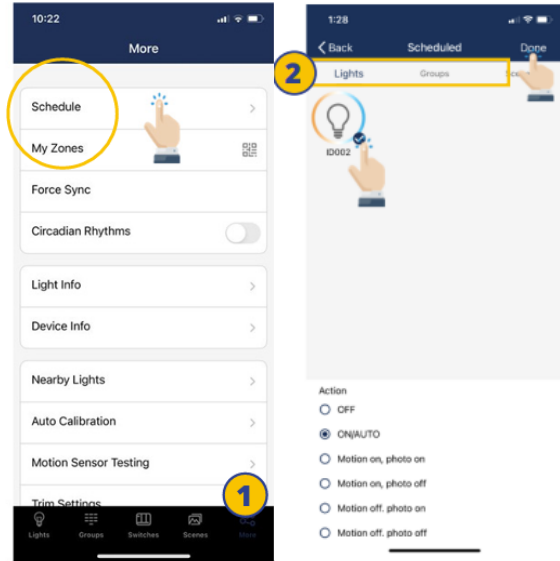 10:22
More
Schedule
My Zones
Force Sync
Circadian Rhythms
Light Info
Device Info
Nearby Lights
Auto Calibration
Motion Sensor Testing
Trim Settings
1
Lights Groups Switches Scenes More
1:28
Back Scheduled Done
2
Lights Groups
ID002
Action
OFF
ON/AUTO
Motion on, photo on
Motion on, photo off
Motion off. photo on
Motion off. photo off